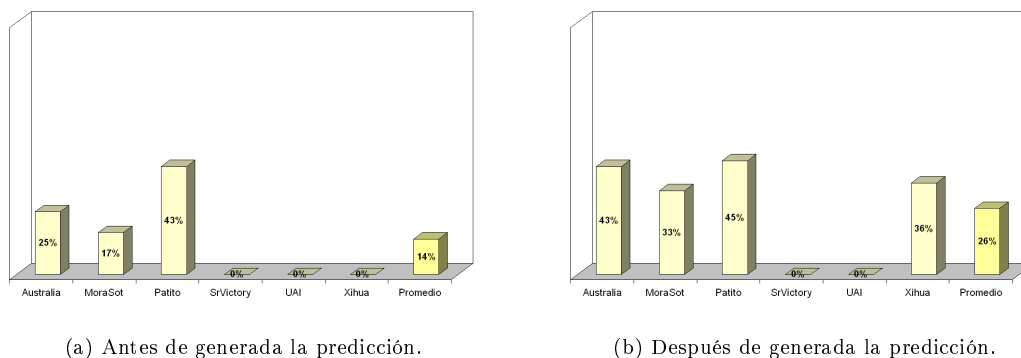 25% 17% 43% 0% 0% 0% 14%
Australia MoraSot Patito SrVictory UAI Xihua Promedio
(a) Antes de generada la predicción.
43% 33% 45% 0% 0% 36% 26%
Australia MoraSot Patito SrVictory UAI Xihua Promedio
(b) Después de generada la predicción.